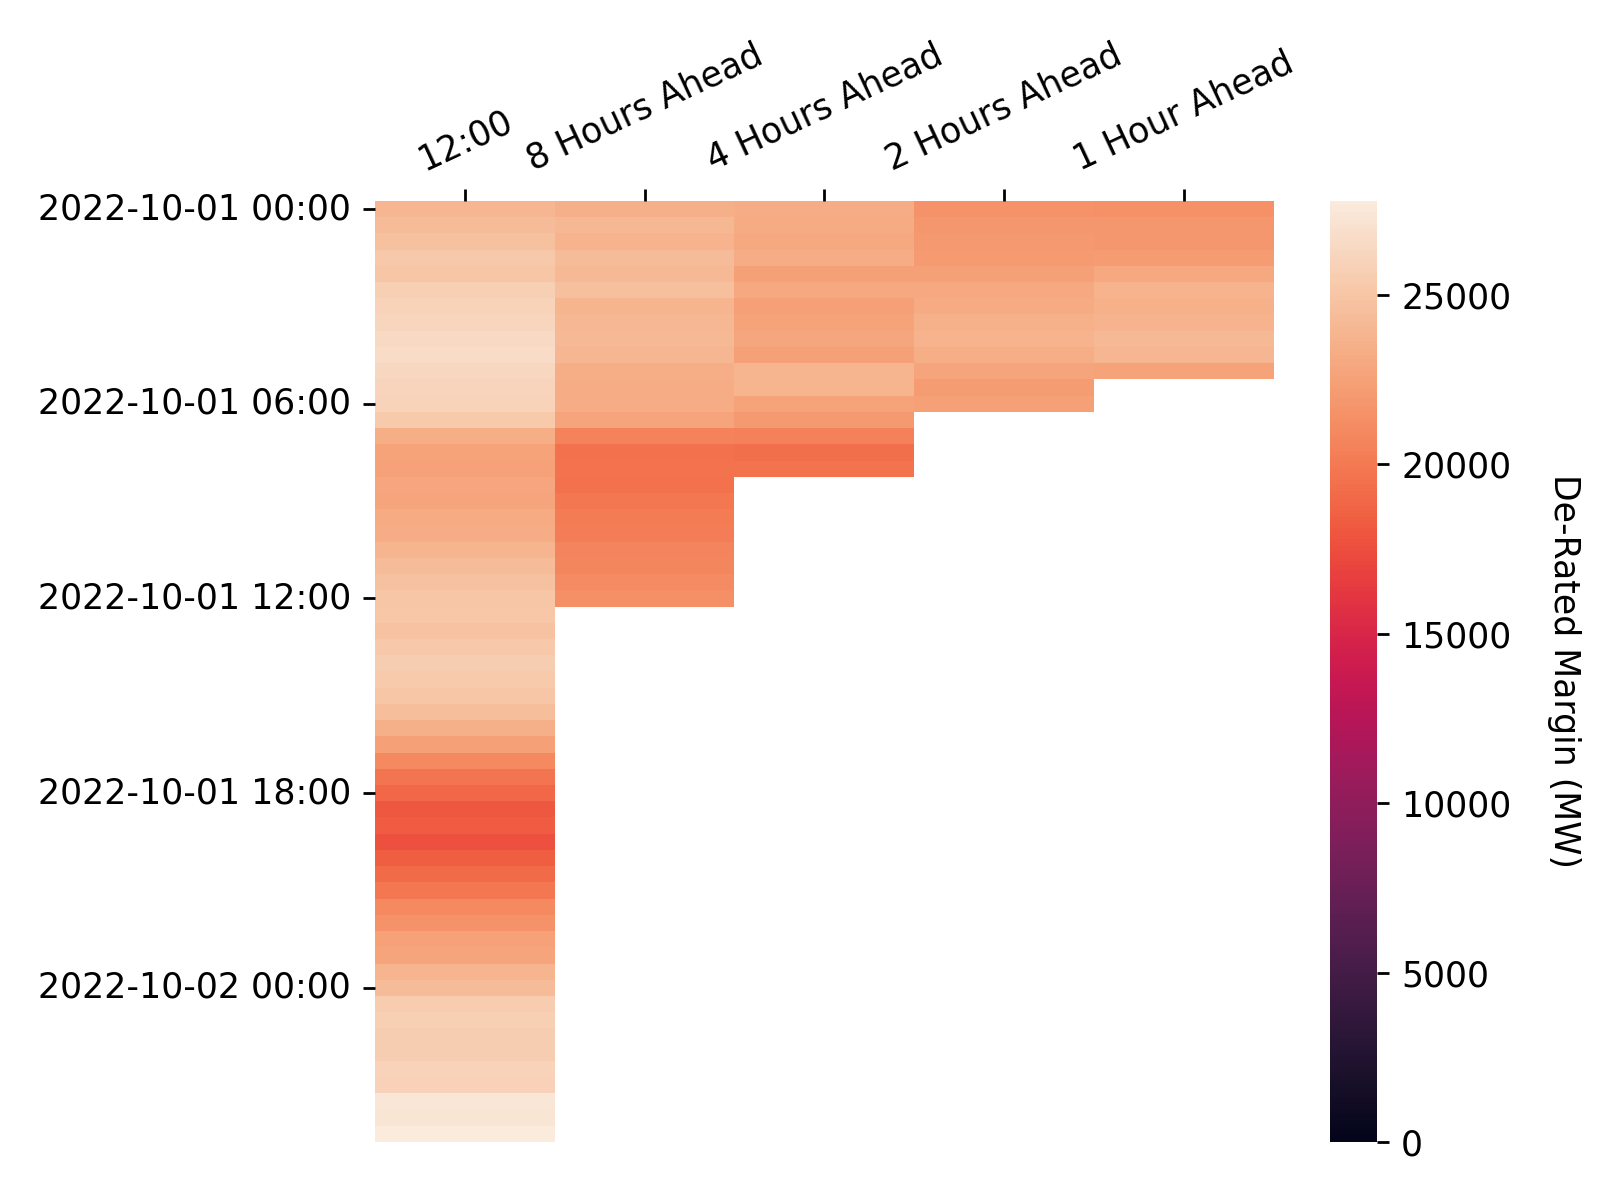 12:00
8 Hours Ahead
4 Hours Ahead
2 Hours Ahead
1 Hour Ahead
2022-10-01 00:00
2022-10-01 06:00
2022-10-01 12:00
2022-10-01 18:00
2022-10-02 00:00
25000
20000
15000
10000
5000
0
De-Rated Margin (MW)